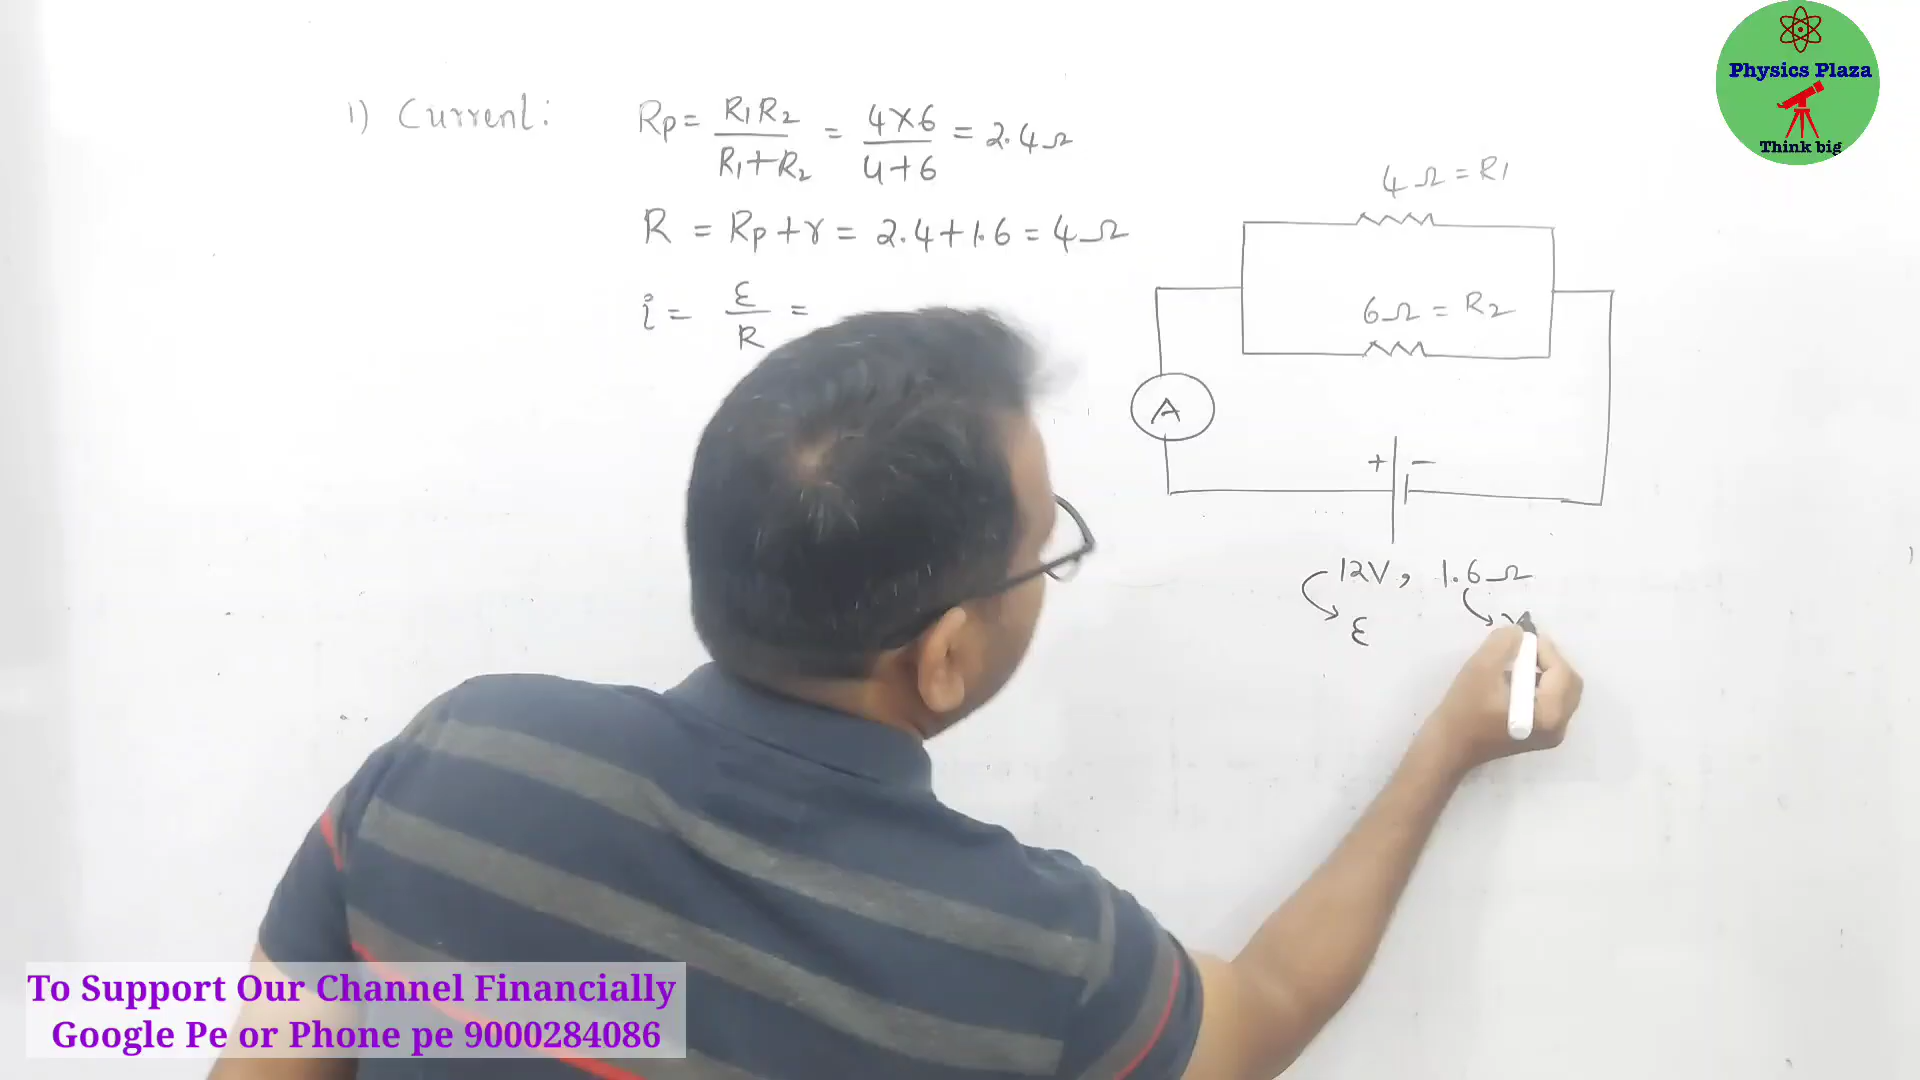 Physics Plaza
Think big
1) Current: Rp = R1R2 / R1+R2 = 4×6 / 4+6 = 2.4Ω
R = Rp + r = 2.4+1.6 = 4Ω
i = ε / R =
4Ω = R1
6Ω = R2
A
+ −
12V, 1.6Ω
ε
To Support Our Channel Financially
Google Pe or Phone pe 9000284086